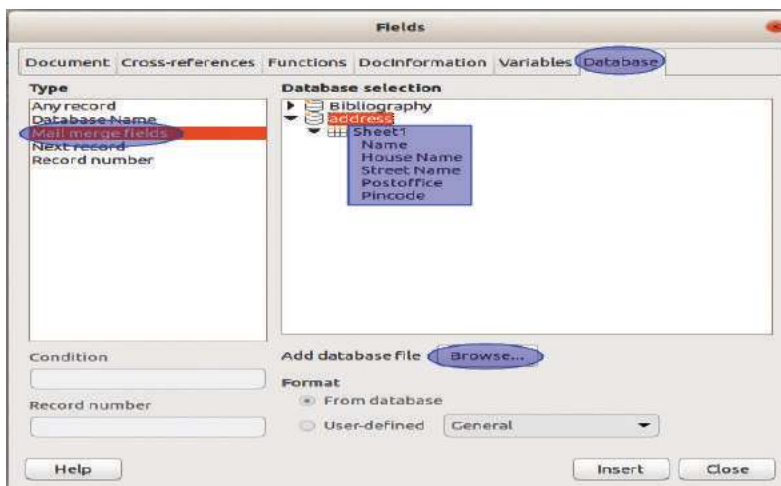 Fields
Document Cross-references Functions DocInformation Variables Database
Type
Any record
Database Name
Mail merge fields
Next record
Record number
Database selection
Bibliography
address
Sheet1
Name
House Name
Street Name
Postoffice
Pincode
Condition
Record number
Add database file Browse...
Format
From database
User-defined General
Help Insert Close